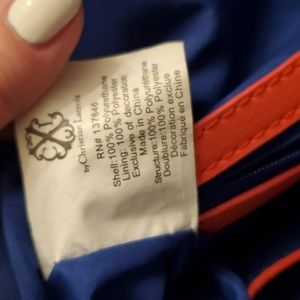 by Christian Lacroix
RN# 137646
Shell:100% Polyurethane
Lining: 100% Polyester
Exclusive of decoration
Made in China
Structure:100% Polyuréthane
Doublure:100% Polyester
Décoration exclue
Fabriqué en Chine